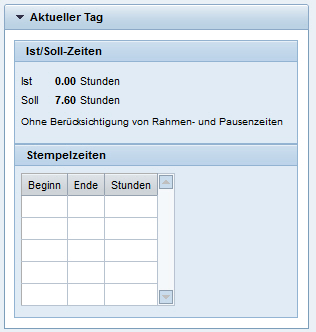 Aktueller Tag
Ist/Soll-Zeiten
Ist 0.00 Stunden
Soll 7.60 Stunden
Ohne Berücksichtigung von Rahmen- und Pausenzeiten
Stempelzeiten
Beginn Ende Stunden